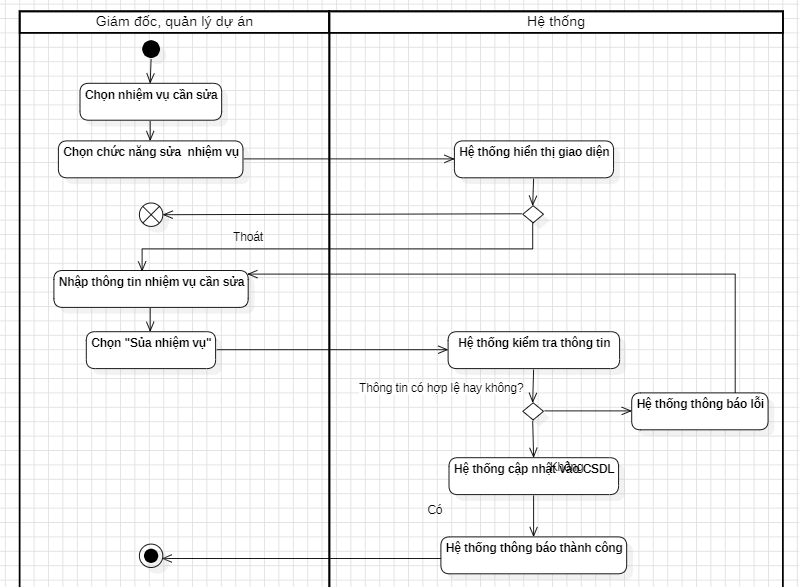 Giám đốc, quản lý dự án
Hệ thống
Chọn nhiệm vụ cần sửa
Chọn chức năng sửa nhiệm vụ
Hệ thống hiển thị giao diện
Thoát
Nhập thông tin nhiệm vụ cần sửa
Chọn "Sủa nhiệm vụ"
Hệ thống kiểm tra thông tin
Thông tin có hợp lệ hay không?
Hệ thống thông báo lỗi
Hệ thống cập nhật vào CSDL
Không
Có
Hệ thống thông báo thành công